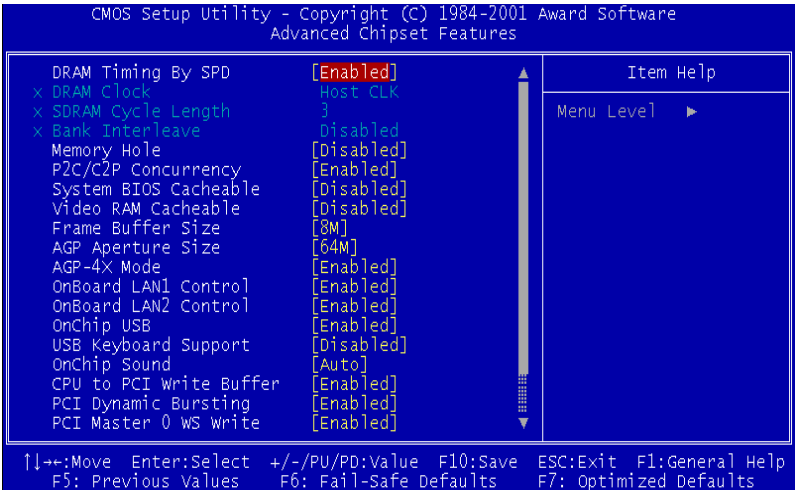 CMOS Setup Utility - Copyright (C) 1984-2001 Award Software
Advanced Chipset Features
DRAM Timing By SPD [Enabled]
x DRAM Clock Host CLK
x SDRAM Cycle Length 3
x Bank Interleave Disabled
Memory Hole [Disabled]
P2C/C2P Concurrency [Enabled]
System BIOS Cacheable [Disabled]
Video RAM Cacheable [Disabled]
Frame Buffer Size [8M]
AGP Aperture Size [64M]
AGP-4X Mode [Enabled]
OnBoard LAN1 Control [Enabled]
OnBoard LAN2 Control [Enabled]
OnChip USB [Enabled]
USB Keyboard Support [Disabled]
OnChip Sound [Auto]
CPU to PCI Write Buffer [Enabled]
PCI Dynamic Bursting [Enabled]
PCI Master 0 WS Write [Enabled]
Item Help
Menu Level ►
↑↓→←:Move Enter:Select +/-/PU/PD:Value F10:Save ESC:Exit F1:General Help
F5: Previous Values F6: Fail-Safe Defaults F7: Optimized Defaults